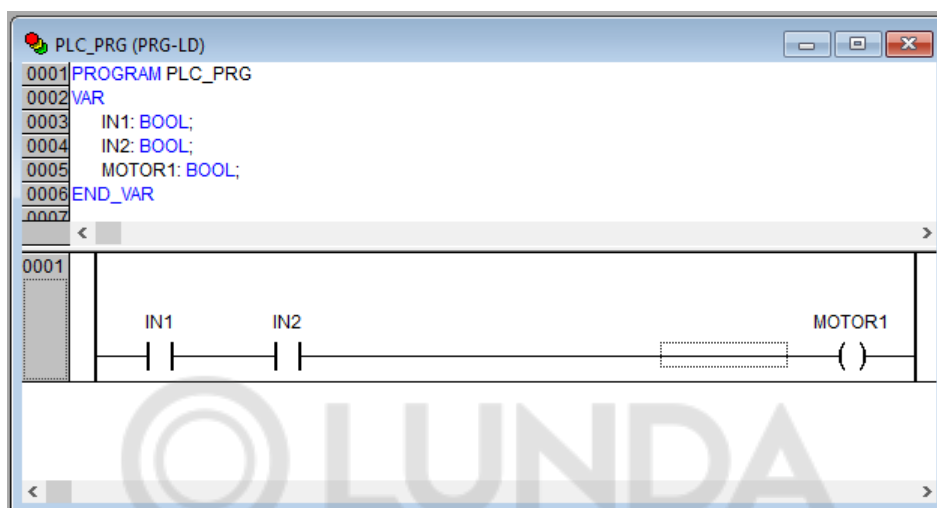 PLC_PRG (PRG-LD)
0001 PROGRAM PLC_PRG
0002 VAR
0003 IN1: BOOL;
0004 IN2: BOOL;
0005 MOTOR1: BOOL;
0006 END_VAR
0007
0001
IN1 IN2 MOTOR1
LUNDA